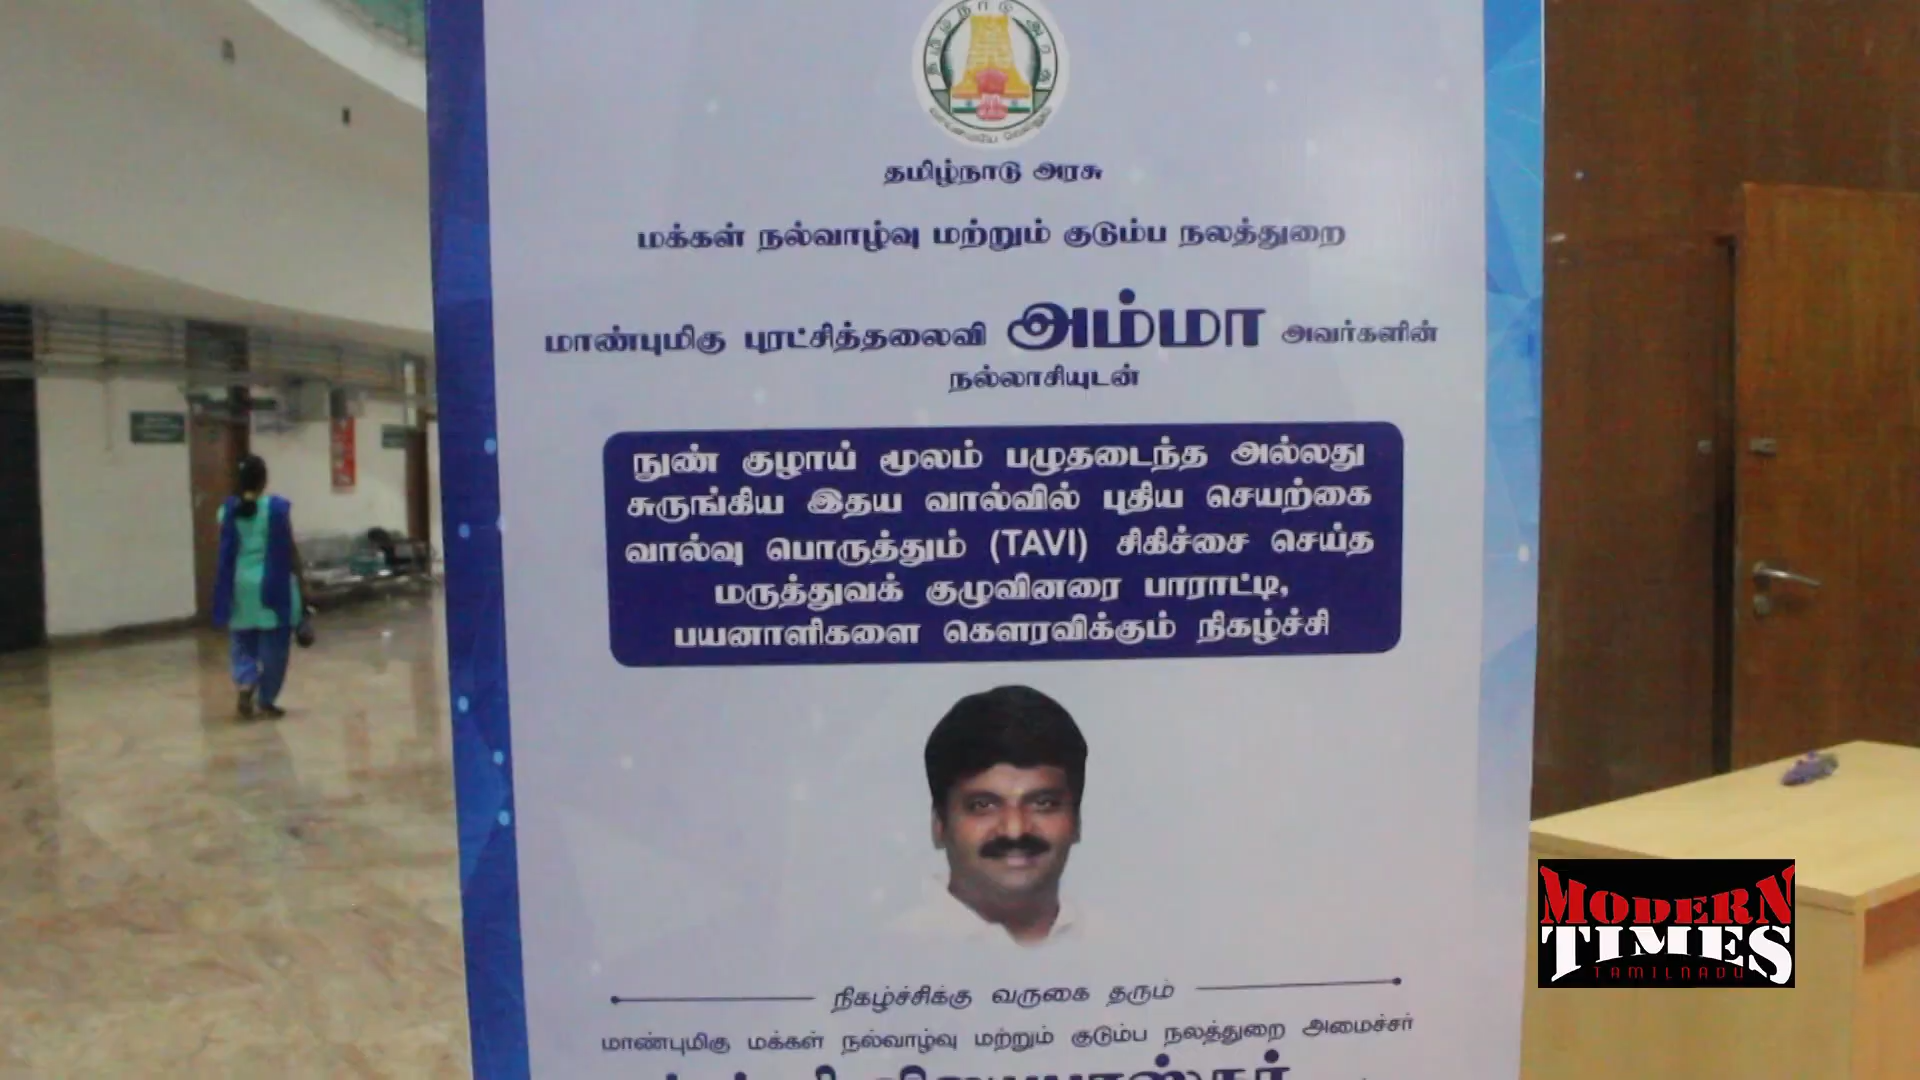 தமிழ்நாடு அரசு
தமிழ்நாடு அரசு
மக்கள் நல்வாழ்வு மற்றும் குடும்ப நலத்துறை
மாண்புமிகு புரட்சித்தலைவி அம்மா அவர்களின்
நல்லாசியுடன்
நுண் குழாய் மூலம் பழுதடைந்த அல்லது
சுருங்கிய இதய வால்வில் புதிய செயற்கை
வால்வு பொருத்தும் (TAVI) சிகிச்சை செய்த
மருத்துவக் குழுவினரை பாராட்டி,
பயனாளிகளை கௌரவிக்கும் நிகழ்ச்சி
நிகழ்ச்சிக்கு வருகை தரும்
மாண்புமிகு மக்கள் நல்வாழ்வு மற்றும் குடும்ப நலத்துறை அமைச்சர்
MODERN
TIMES
TAMILNADU